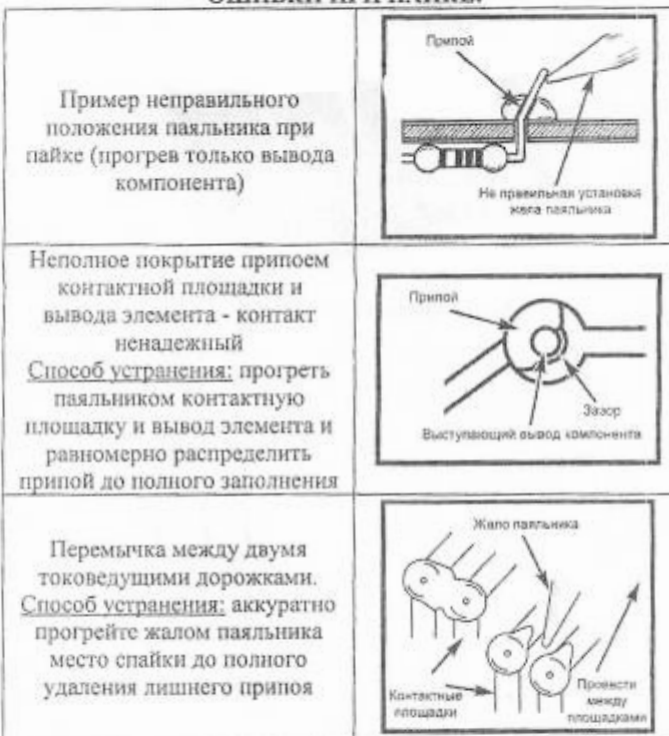 ОШИБКИ ПРИ ПАЙКЕ:
Пример неправильного
положения паяльника при
пайке (прогрев только вывода
компонента)
Припой
Не правильная установка
жала паяльника
Неполное покрытие припоем
контактной площадки и
вывода элемента - контакт
ненадежный
Способ устранения: прогреть
паяльником контактную
площадку и вывод элемента и
равномерно распределить
припой до полного заполнения
Припой
Зазор
Выступающий вывод компонента
Перемычка между двумя
токоведущими дорожками.
Способ устранения: аккуратно
прогрейте жалом паяльника
место спайки до полного
удаления лишнего припоя
Жало паяльника
Контактные
площадки
Провести
между
площадками